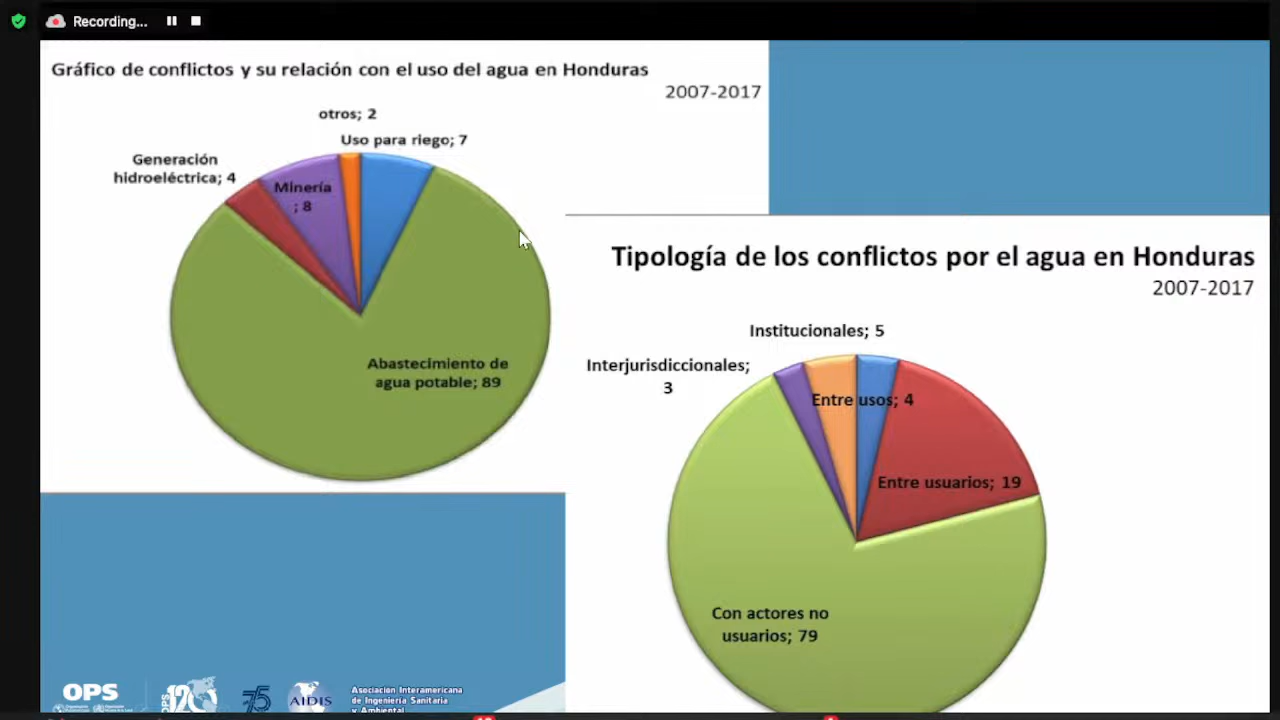 Recording...
Gráfico de conflictos y su relación con el uso del agua en Honduras
2007-2017
otros; 2
Uso para riego; 7
Generación
hidroeléctrica; 4
Minería
; 8
Abastecimiento de
agua potable; 89
Tipología de los conflictos por el agua en Honduras
2007-2017
Institucionales; 5
Interjurisdiccionales;
3
Entre usos; 4
Entre usuarios; 19
Con actores no
usuarios; 79
OPS
OPS
120
75
AIDIS
Asociación Interamericana
de Ingeniería Sanitaria
y Ambiental